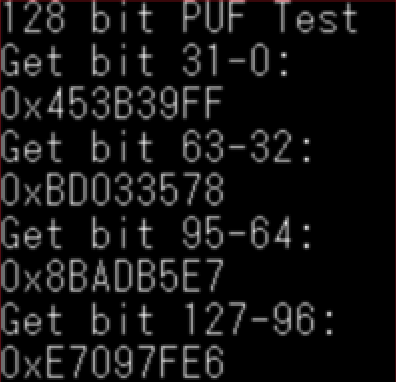 128 bit PUF Test
Get bit 31-0:
0x453B39FF
Get bit 63-32:
0xBD033578
Get bit 95-64:
0x8BADB5E7
Get bit 127-96:
0xE7097FE6